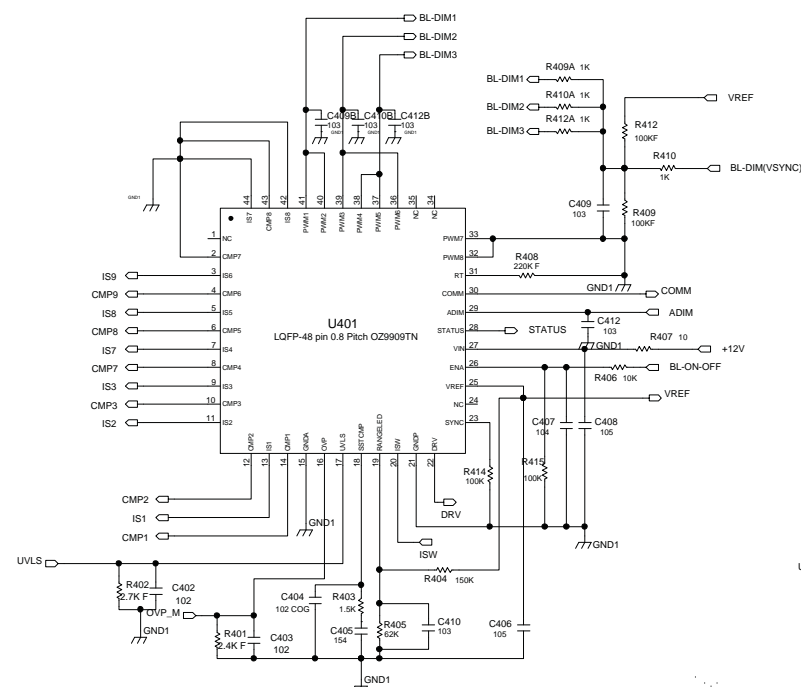 BL-DIM1
BL-DIM2
BL-DIM3
C409B
103
GND1
C410B
103
GND1
C412B
103
GND1
BL-DIM1
R409A 1K
BL-DIM2
R410A 1K
BL-DIM3
R412A 1K
VREF
R412
100KF
R410
1K
BL-DIM(VSYNC)
C409
103
R409
100KF
GND1
GND1
44 43 42 41 40 39 38 37 36 35 34
IS7 CMP8 IS8 PWM1 PWM2 PWM3 PWM4 PWM5 PWM6 NC NC
1 NC
2 CMP7
IS9 3 IS6
CMP9 4 CMP6
IS8 5 IS5
CMP8 6 CMP5
IS7 7 IS4
CMP7 8 CMP4
IS3 9 IS3
CMP3 10 CMP3
IS2 11 IS2
U401
LQFP-48 pin 0.8 Pitch OZ9909TN
PWM7 33
PWM8 32
RT 31
COMM 30
ADIM 29
STATUS 28
VIN 27
ENA 26
VREF 25
NC 24
SYNC 23
R408
220K F
COMM
ADIM
C412
103
GND1
STATUS
R407 10
+12V
R406 10K
BL-ON-OFF
VREF
C407
104
C408
105
R414
100K
R415
100K
GND1
CMP2 IS1 CMP1 GNDA OVP UVLS SSTCMP RANGELED ISW GNDP DRV
12 13 14 15 16 17 18 19 20 21 22
CMP2
IS1
CMP1
GND1
DRV
ISW
R404 150K
UVLS
R402
2.7K F
C402
102
GND1
OVP_M
R401
2.4K F
C403
102
C404
102 COG
R403
1.5K
C405
154
R405
62K
C410
103
C406
105
GND1
U